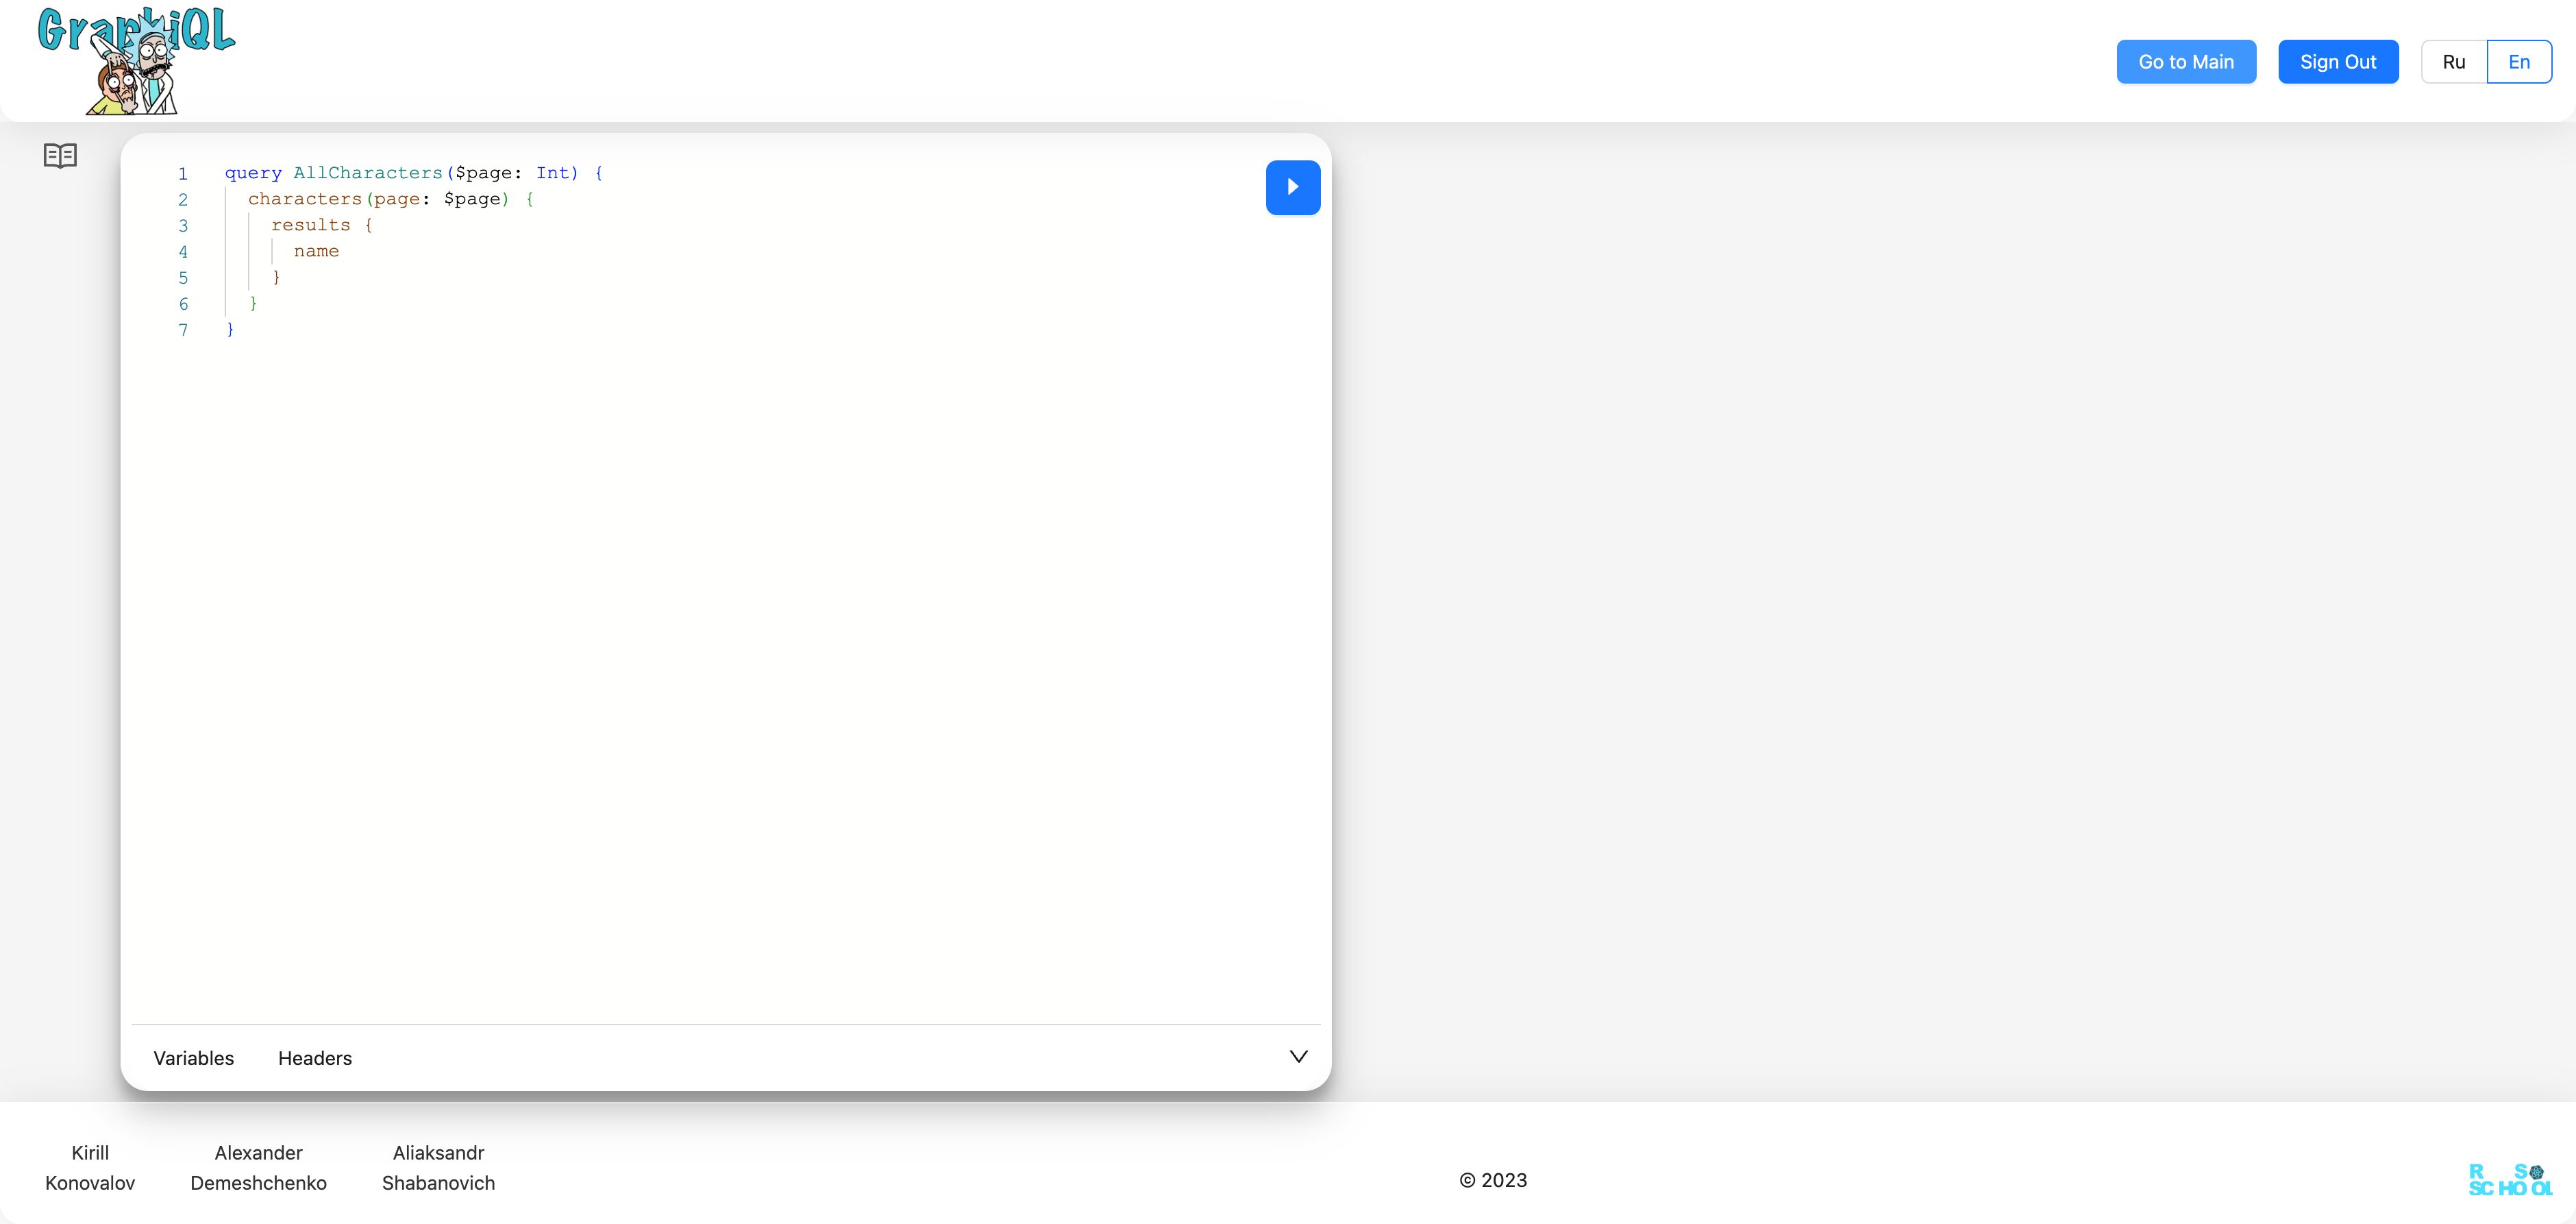 GraphiQL
Go to Main
Sign Out
Ru
En
1 query AllCharacters($page: Int) {
2 characters(page: $page) {
3 results {
4 name
5 }
6 }
7 }
Variables
Headers
Kirill
Konovalov
Alexander
Demeshchenko
Aliaksandr
Shabanovich
© 2023
RS
SCHOOL